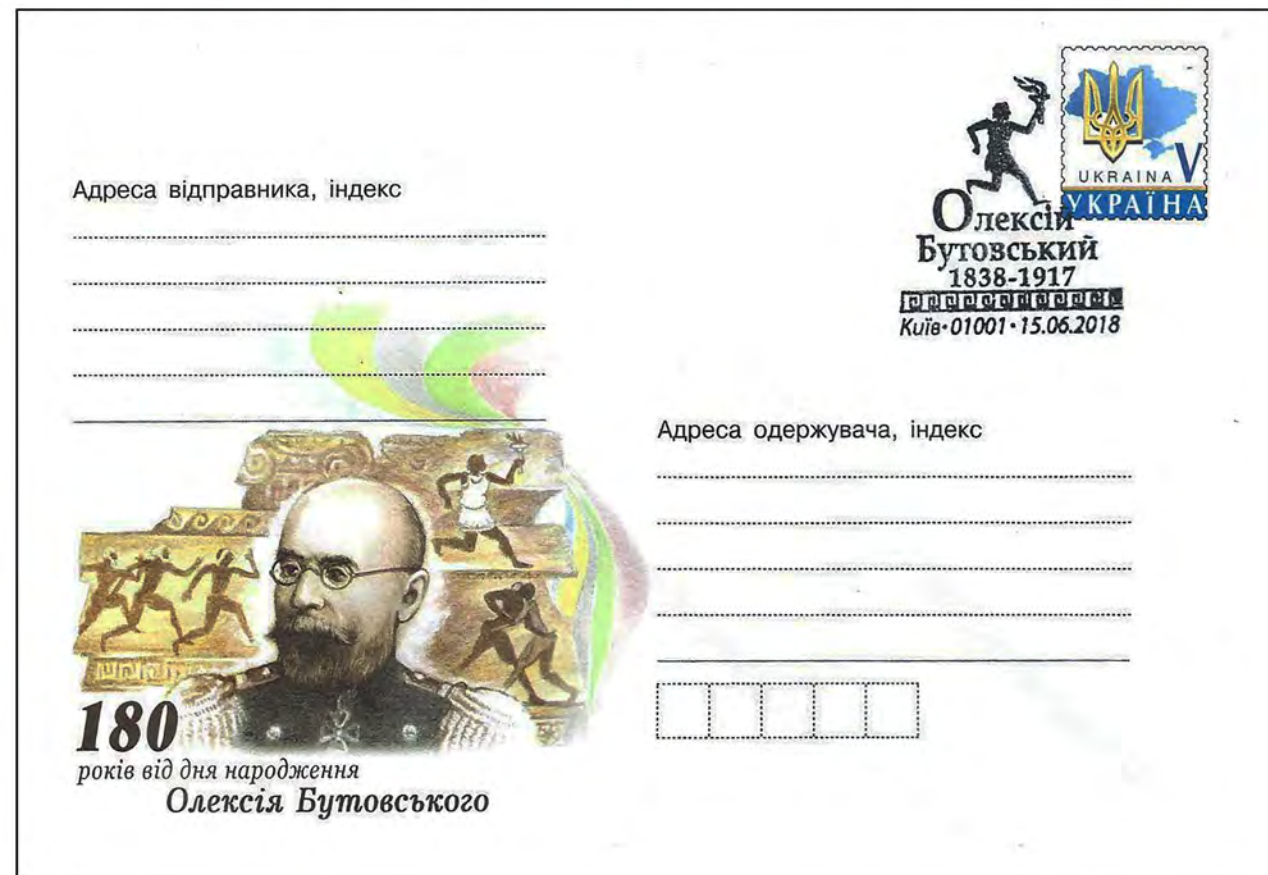 Адреса відправника, індекс
UKRAINA V
УКРАЇНА
Олексій
Бутовський
1838-1917
Київ•01001•15.06.2018
Адреса одержувача, індекс
180
років від дня народження
Олексія Бутовського